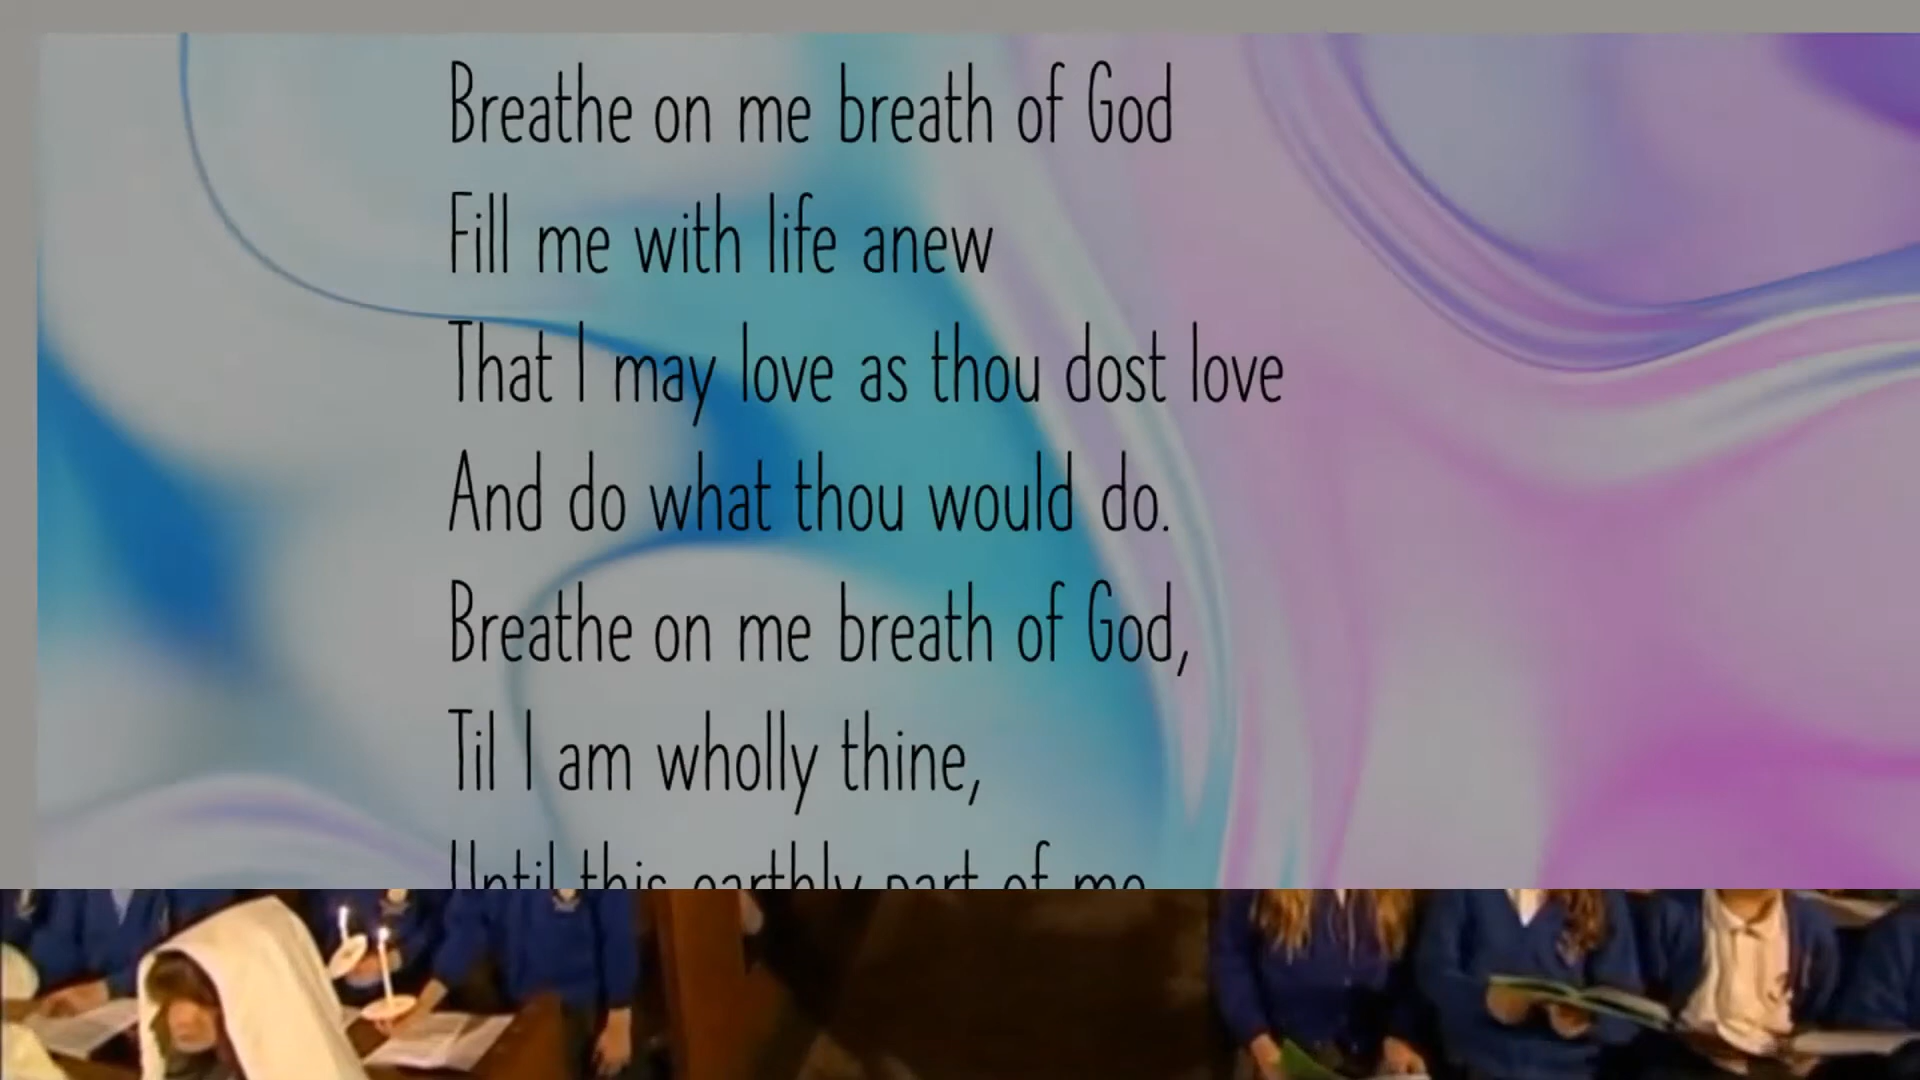 Breathe on me breath of God
Fill me with life anew
That I may love as thou dost love
And do what thou would do.
Breathe on me breath of God,
Til I am wholly thine,
Until this earthly part of me